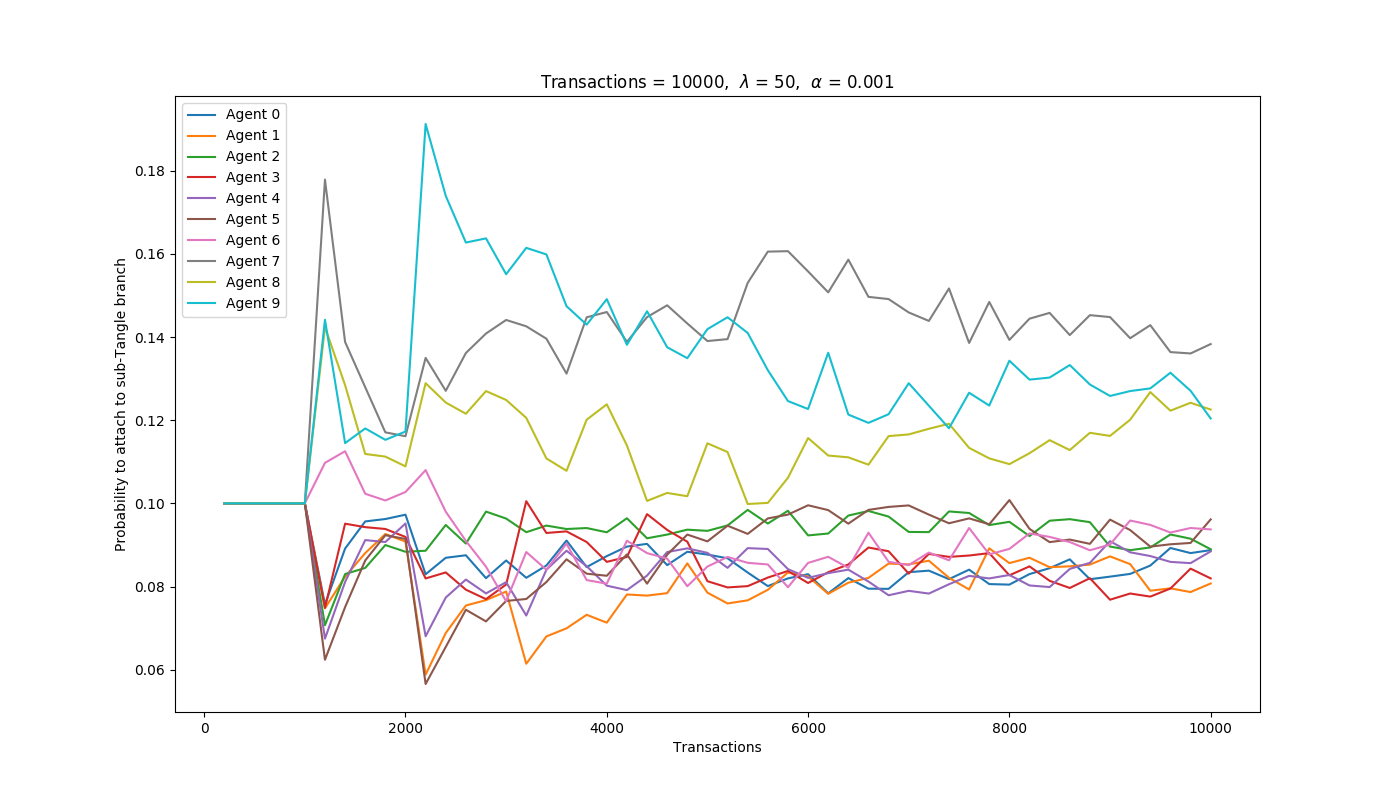 Transactions = 10000, λ = 50, α = 0.001
Agent 0
Agent 1
Agent 2
Agent 3
Agent 4
Agent 5
Agent 6
Agent 7
Agent 8
Agent 9
Probability to attach to sub-Tangle branch
0.18
0.16
0.14
0.12
0.10
0.08
0.06
0
2000
4000
6000
8000
10000
Transactions